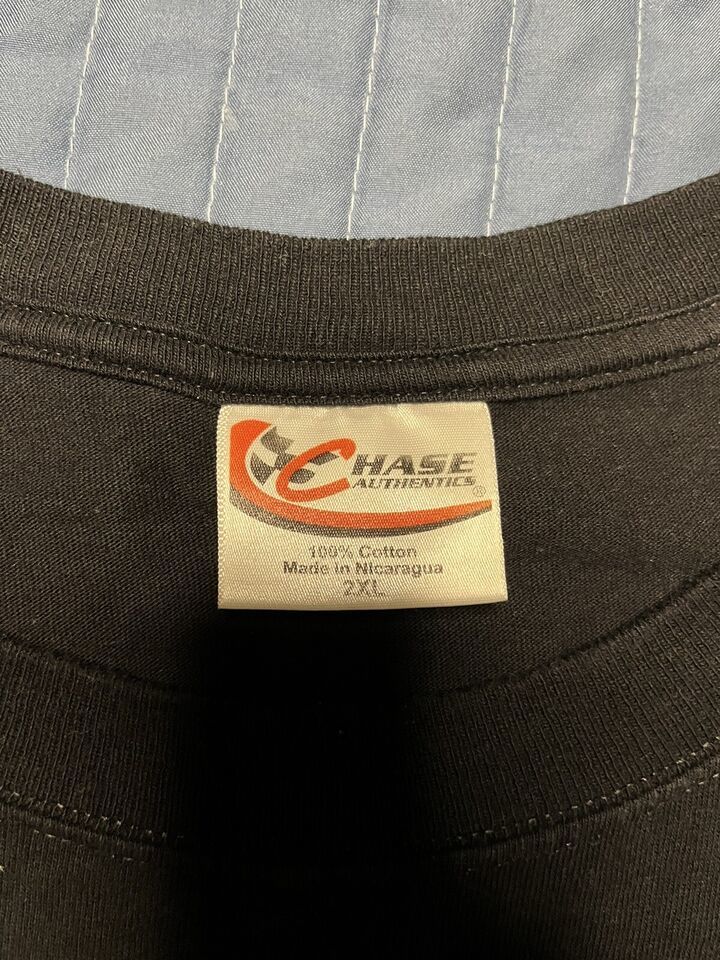 CHASE
AUTHENTICS®
100% Cotton
Made in Nicaragua
2XL